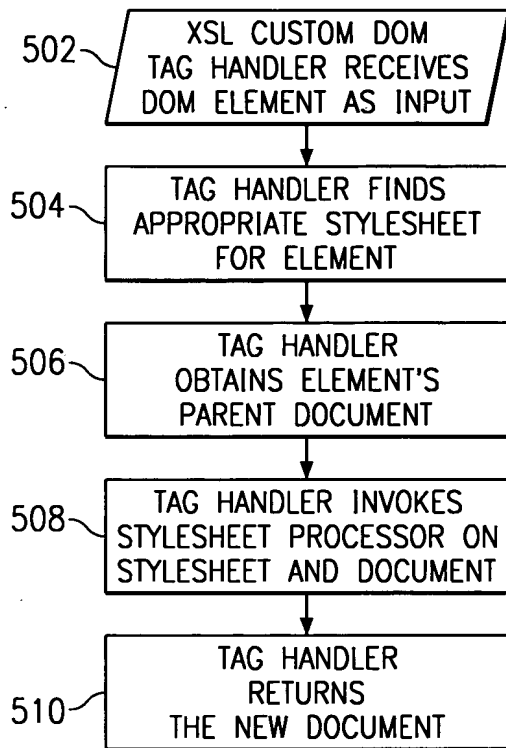 502
XSL CUSTOM DOM
TAG HANDLER RECEIVES
DOM ELEMENT AS INPUT
504
TAG HANDLER FINDS
APPROPRIATE STYLESHEET
FOR ELEMENT
506
TAG HANDLER
OBTAINS ELEMENT'S
PARENT DOCUMENT
508
TAG HANDLER INVOKES
STYLESHEET PROCESSOR ON
STYLESHEET AND DOCUMENT
510
TAG HANDLER
RETURNS
THE NEW DOCUMENT